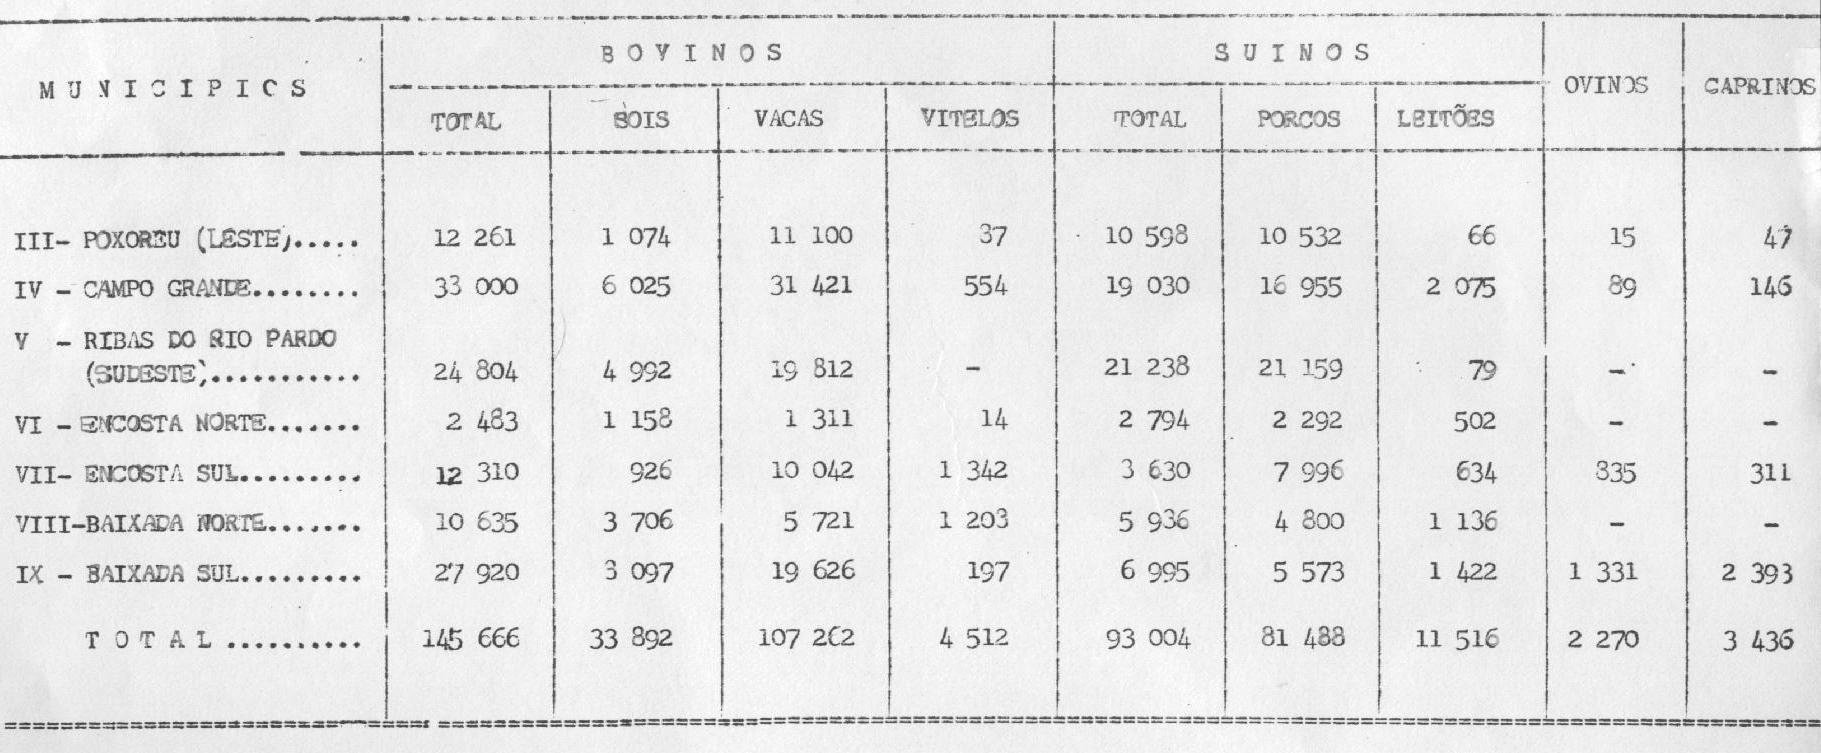 BOVINOS SUINOS
MUNICIPIOS OVINOS CAPRINOS
TOTAL BOIS VACAS VITELOS TOTAL PORCOS LEITÕES
III- POXOREU (LESTE)..... 12 261 1 074 11 100 37 10 598 10 532 66 15 47
IV - CAMPO GRANDE........ 33 000 6 025 31 421 554 19 030 16 955 2 075 89 146
V - RIBAS DO RIO PARDO
(SUDESTE)........... 24 804 4 992 19 812 - 21 238 21 159 79 - -
VI - ENCOSTA NORTE....... 2 483 1 158 1 311 14 2 794 2 292 502 - -
VII- ENCOSTA SUL......... 12 310 926 10 042 1 342 3 630 7 996 634 835 311
VIII-BAIXADA NORTE....... 10 635 3 706 5 721 1 203 5 936 4 800 1 136 - -
IX - BAIXADA SUL......... 27 920 3 097 19 626 197 6 995 5 573 1 422 1 331 2 393
TOTAL.......... 145 666 33 892 107 262 4 512 93 004 81 488 11 516 2 270 3 436